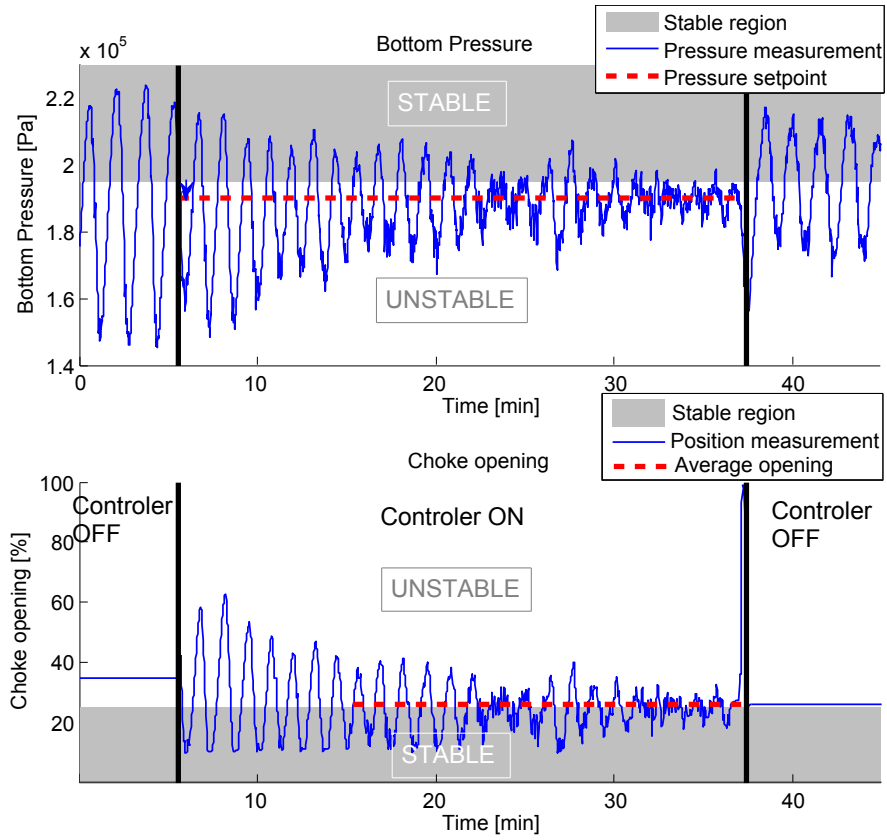 x 10⁵
Bottom Pressure
Stable region
Pressure measurement
Pressure setpoint
STABLE
UNSTABLE
Bottom Pressure [Pa]
2.2
2
1.8
1.6
1.4
0
10
20
30
40
Time [min]
Stable region
Position measurement
Average opening
Choke opening
Controler
OFF
Controler ON
Controler
OFF
UNSTABLE
STABLE
Choke opening [%]
100
80
60
40
20
10
20
30
40
Time [min]